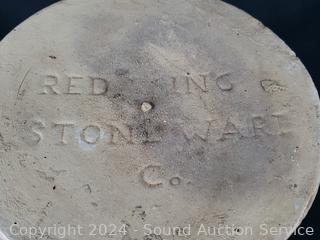 RED WING
STONEWARE
Co.
Copyright 2024 - Sound Auction Service